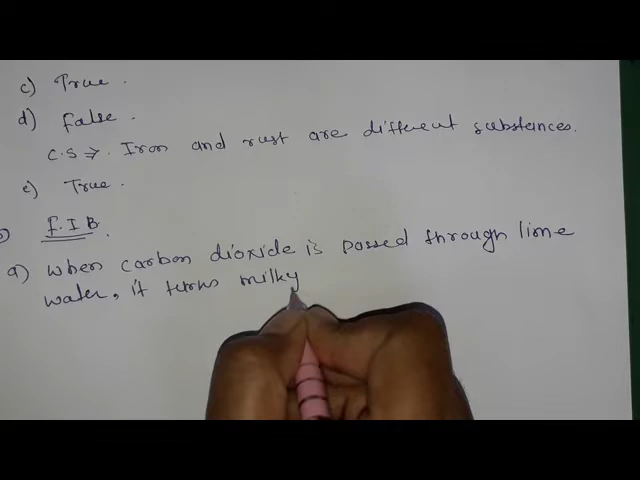 c) True.
d) False.
C.S ⇒. Iron and rust are different substances.
e) True.
F.I.B.
a) When carbon dioxide is passed through lime
water, it turns milky